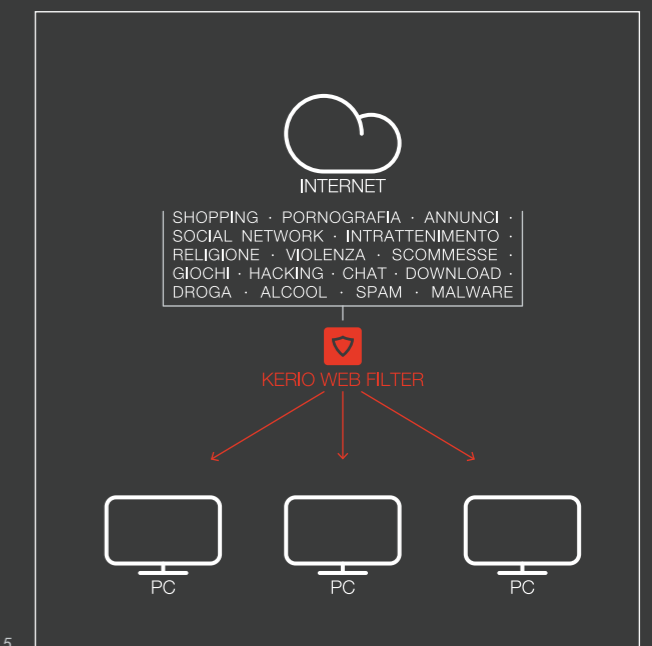 INTERNET
SHOPPING · PORNOGRAFIA · ANNUNCI ·
SOCIAL NETWORK · INTRATTENIMENTO ·
RELIGIONE · VIOLENZA · SCOMMESSE ·
GIOCHI · HACKING · CHAT · DOWNLOAD ·
DROGA · ALCOOL · SPAM · MALWARE
KERIO WEB FILTER
PC PC PC
5